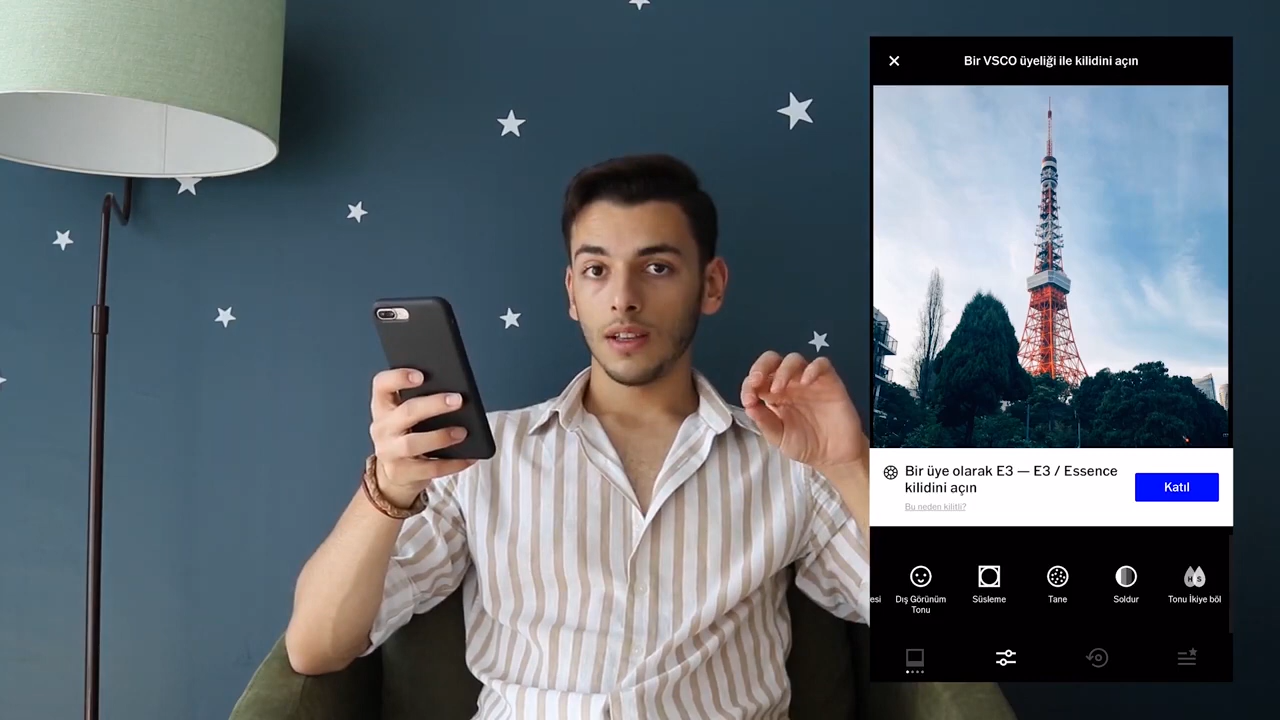 Bir VSCO üyeliği ile kilidini açın
Bir üye olarak E3 — E3 / Essence
kilidini açın
Katıl
Bu neden kilitli?
esi
Dış Görünüm
Tonu
Süsleme
Tane
Soldur
Tonu İkiye böl
H S